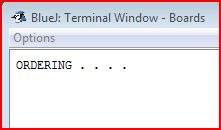 BlueJ: Terminal Window - Boards
Options
ORDERING . . . .